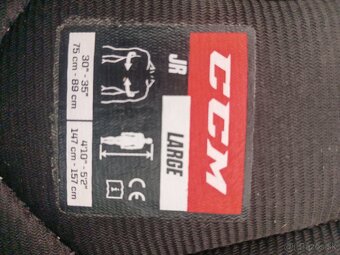 CCM
JR LARGE
30" - 35"
75 cm - 89 cm
4'10" - 5'2"
147 cm - 157 cm
CE